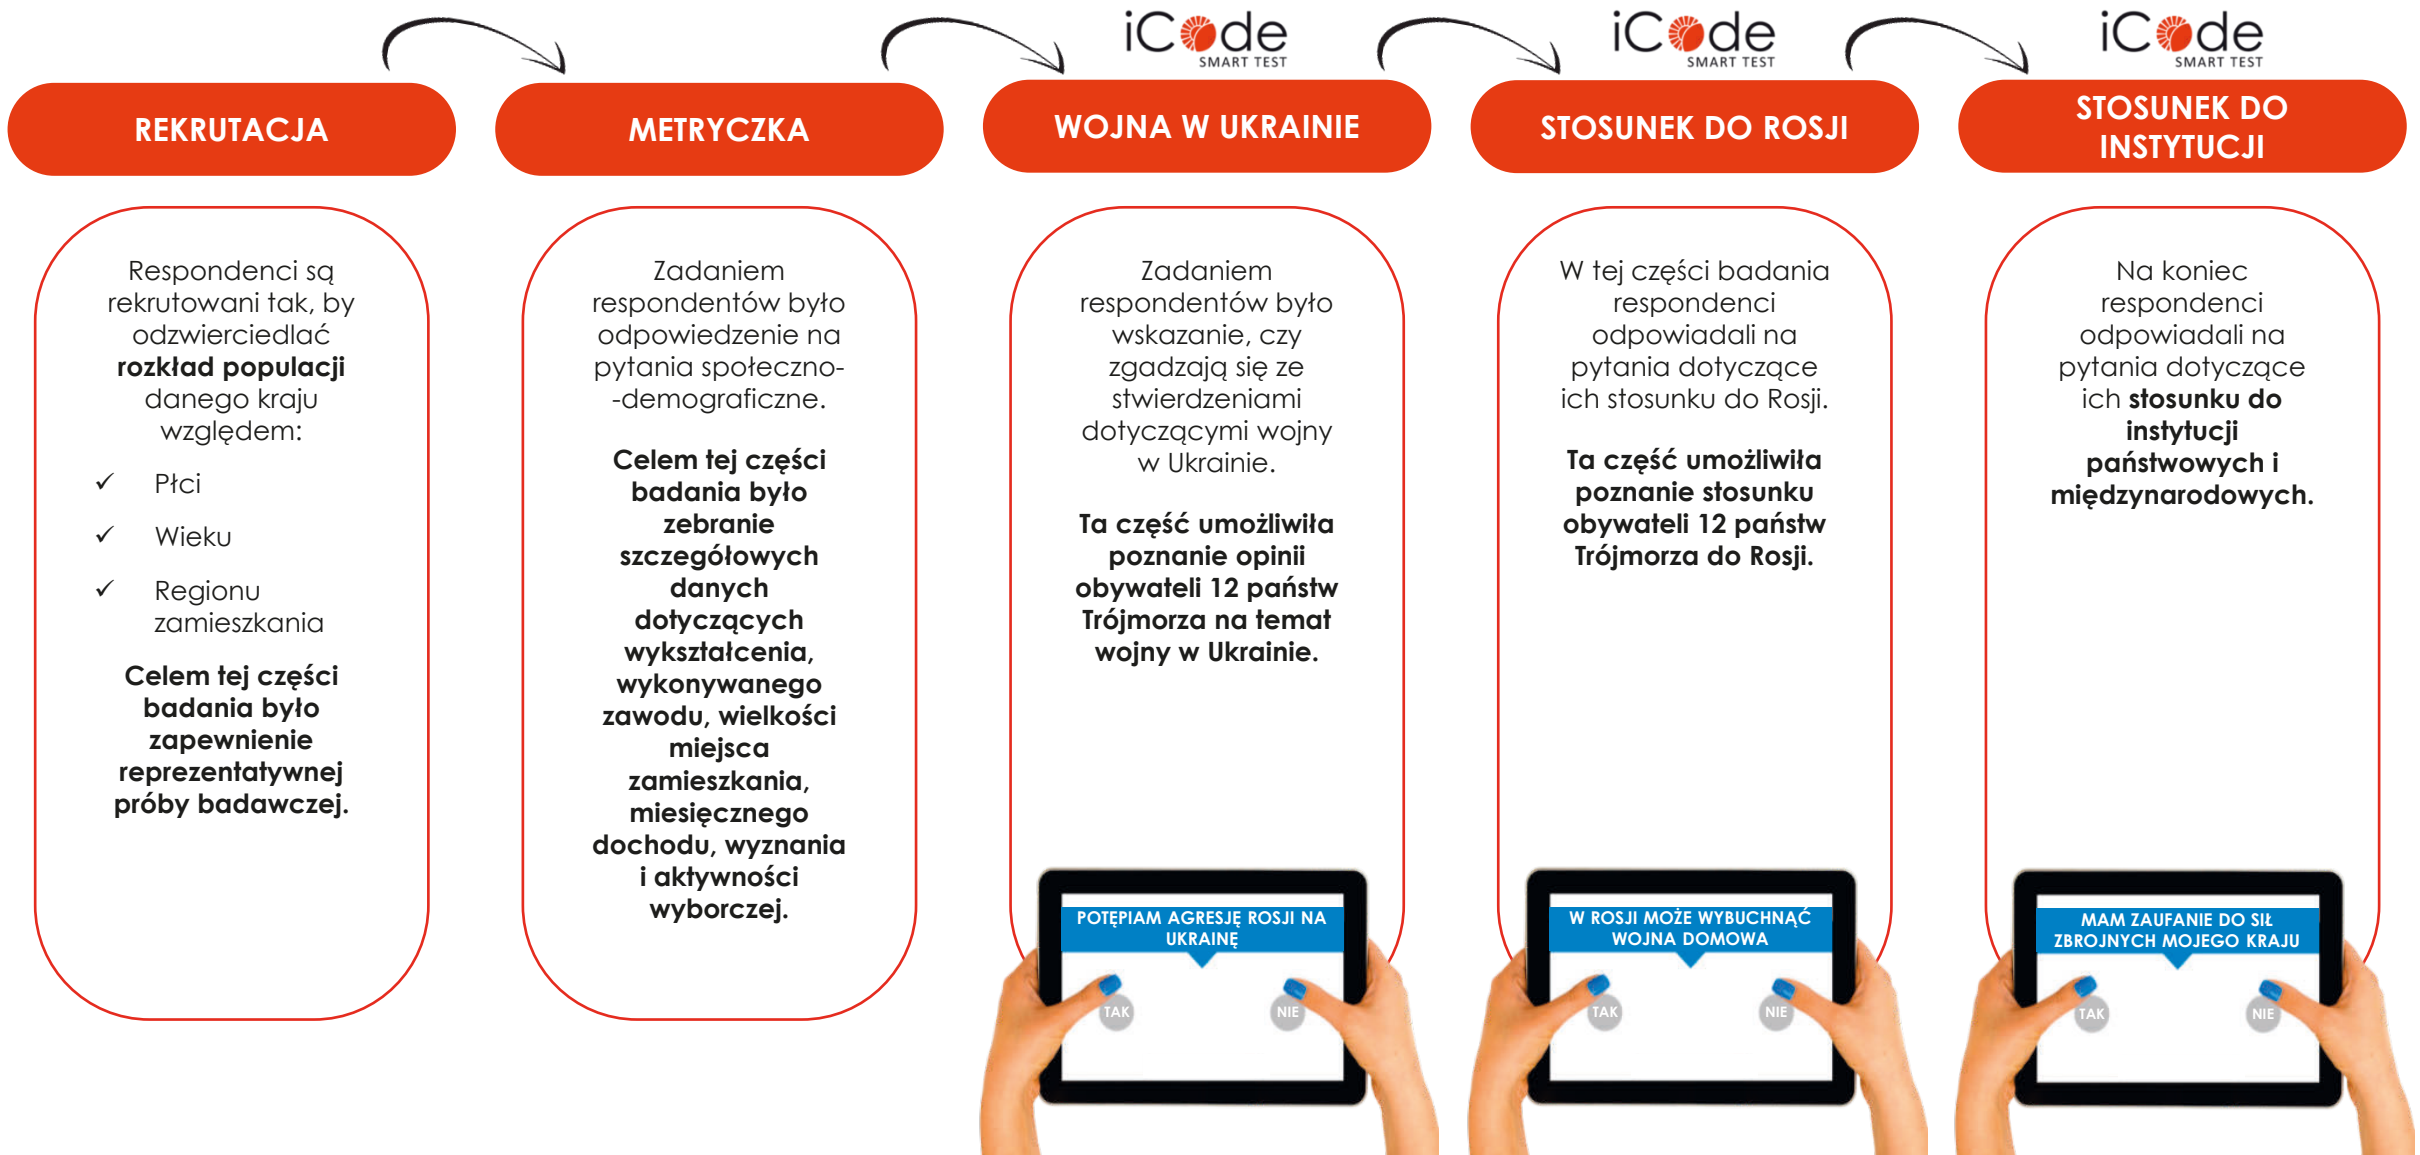 REKRUTACJA
Respondenci są
rekrutowani tak, by
odzwierciedlać
rozkład populacji
danego kraju
względem:
✓ Płci
✓ Wieku
✓ Regionu
zamieszkania
Celem tej części
badania było
zapewnienie
reprezentatywnej
próby badawczej.
METRYCZKA
Zadaniem
respondentów było
odpowiedzenie na
pytania społeczno-
-demograficzne.
Celem tej części
badania było
zebranie
szczegółowych
danych
dotyczących
wykształcenia,
wykonywanego
zawodu, wielkości
miejsca
zamieszkania,
miesięcznego
dochodu, wyznania
i aktywności
wyborczej.
iCode
SMART TEST
WOJNA W UKRAINIE
Zadaniem
respondentów było
wskazanie, czy
zgadzają się ze
stwierdzeniami
dotyczącymi wojny
w Ukrainie.
Ta część umożliwiła
poznanie opinii
obywateli 12 państw
Trójmorza na temat
wojny w Ukrainie.
POTĘPIAM AGRESJĘ ROSJI NA
UKRAINĘ
TAK NIE
iCode
SMART TEST
STOSUNEK DO ROSJI
W tej części badania
respondenci
odpowiadali na
pytania dotyczące
ich stosunku do Rosji.
Ta część umożliwiła
poznanie stosunku
obywateli 12 państw
Trójmorza do Rosji.
W ROSJI MOŻE WYBUCHNĄĆ
WOJNA DOMOWA
TAK NIE
iCode
SMART TEST
STOSUNEK DO
INSTYTUCJI
Na koniec
respondenci
odpowiadali na
pytania dotyczące
ich stosunku do
instytucji
państwowych i
międzynarodowych.
MAM ZAUFANIE DO SIŁ
ZBROJNYCH MOJEGO KRAJU
TAK NIE